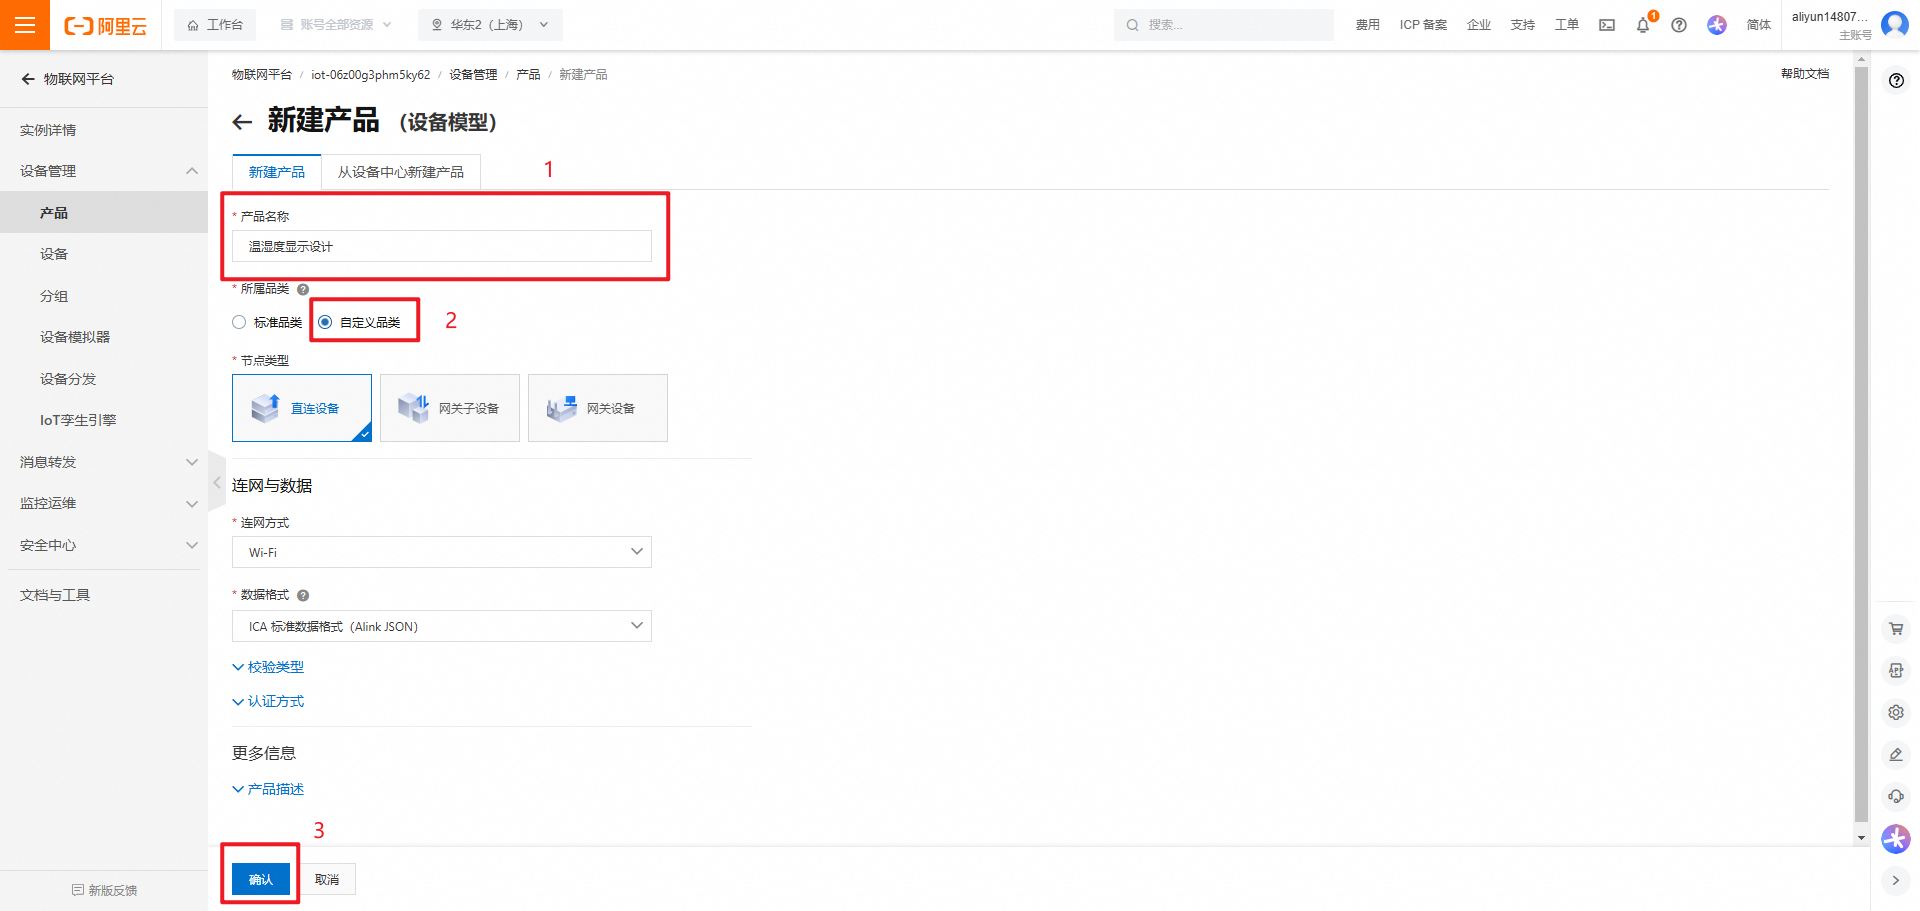 阿里云
工作台
账号全部资源
华东2（上海）
搜索...
费用
ICP 备案
企业
支持
工单
1
简体
aliyun14807...
主账号
物联网平台
实例详情
设备管理
产品
设备
分组
设备模拟器
设备分发
IoT孪生引擎
消息转发
监控运维
安全中心
文档与工具
新版反馈
物联网平台 / iot-06z00g3phm5ky62 / 设备管理 / 产品 / 新建产品
帮助文档
新建产品 （设备模型）
新建产品
从设备中心新建产品
1
* 产品名称
温湿度显示设计
* 所属品类
标准品类
自定义品类
2
* 节点类型
直连设备
网关子设备
网关设备
连网与数据
* 连网方式
Wi-Fi
* 数据格式
ICA 标准数据格式（Alink JSON）
校验类型
认证方式
更多信息
产品描述
3
确认
取消